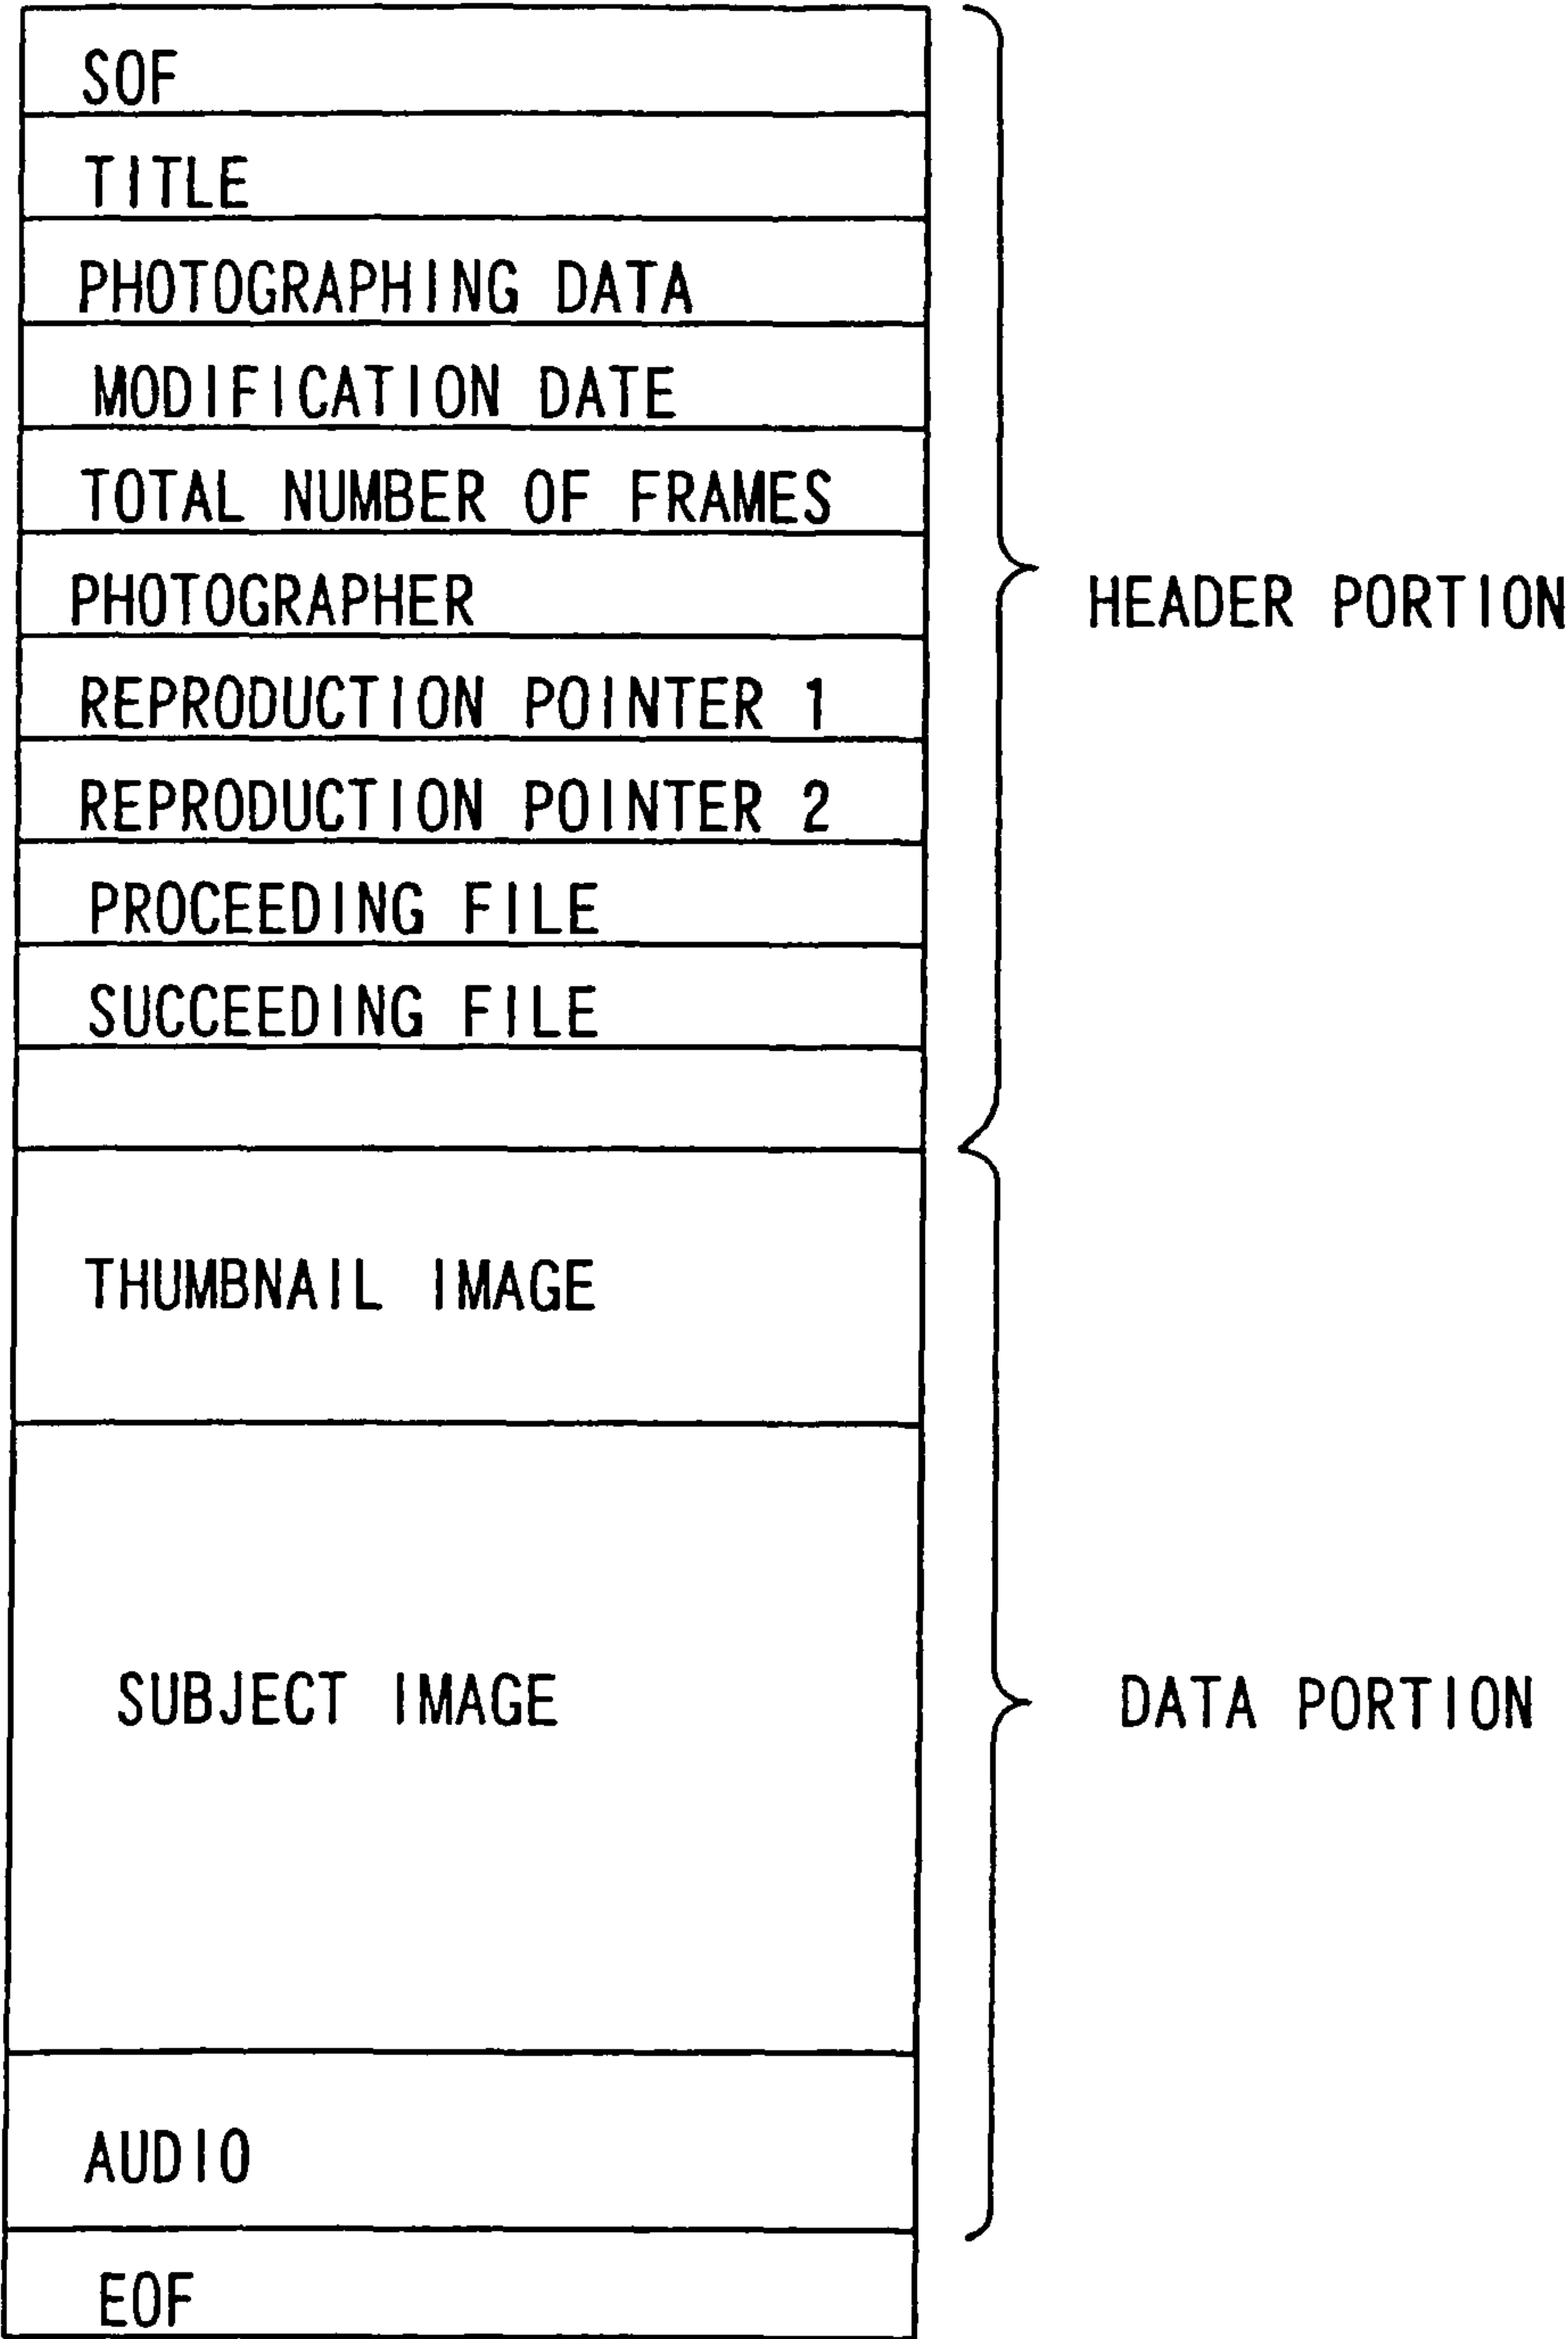 SOF
TITLE
PHOTOGRAPHING DATA
MODIFICATION DATE
TOTAL NUMBER OF FRAMES
PHOTOGRAPHER
REPRODUCTION POINTER 1
REPRODUCTION POINTER 2
PROCEEDING FILE
SUCCEEDING FILE
HEADER PORTION
THUMBNAIL IMAGE
SUBJECT IMAGE
AUDIO
DATA PORTION
EOF